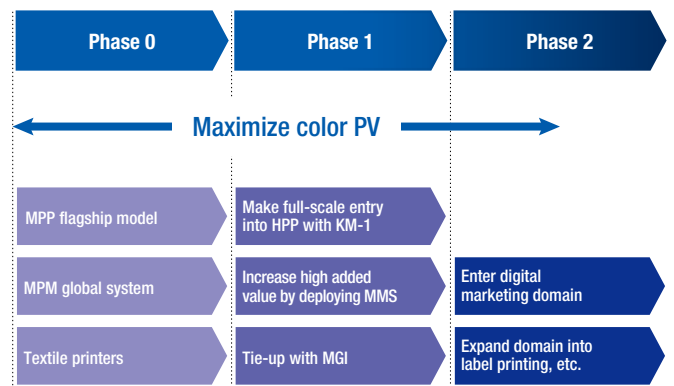 Phase 0
Phase 1
Phase 2
Maximize color PV
MPP flagship model
Make full-scale entry
into HPP with KM-1
MPM global system
Increase high added
value by deploying MMS
Enter digital
marketing domain
Textile printers
Tie-up with MGI
Expand domain into
label printing, etc.